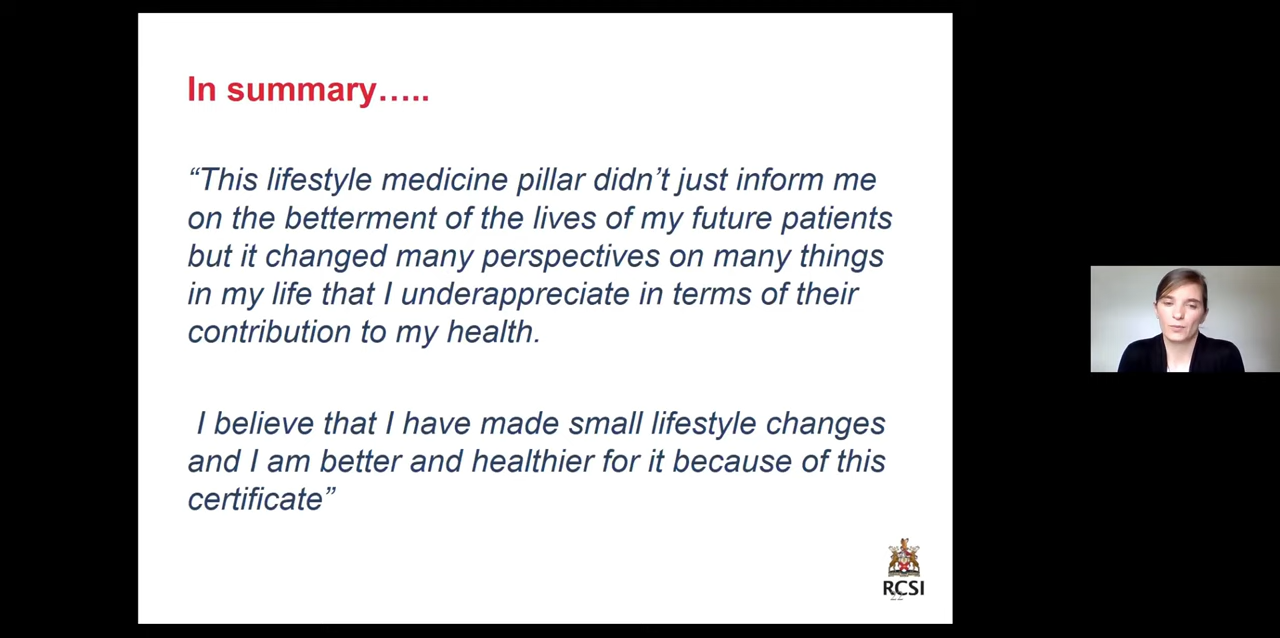 In summary…..
“This lifestyle medicine pillar didn’t just inform me
on the betterment of the lives of my future patients
but it changed many perspectives on many things
in my life that I underappreciate in terms of their
contribution to my health.
I believe that I have made small lifestyle changes
and I am better and healthier for it because of this
certificate”
RCSI